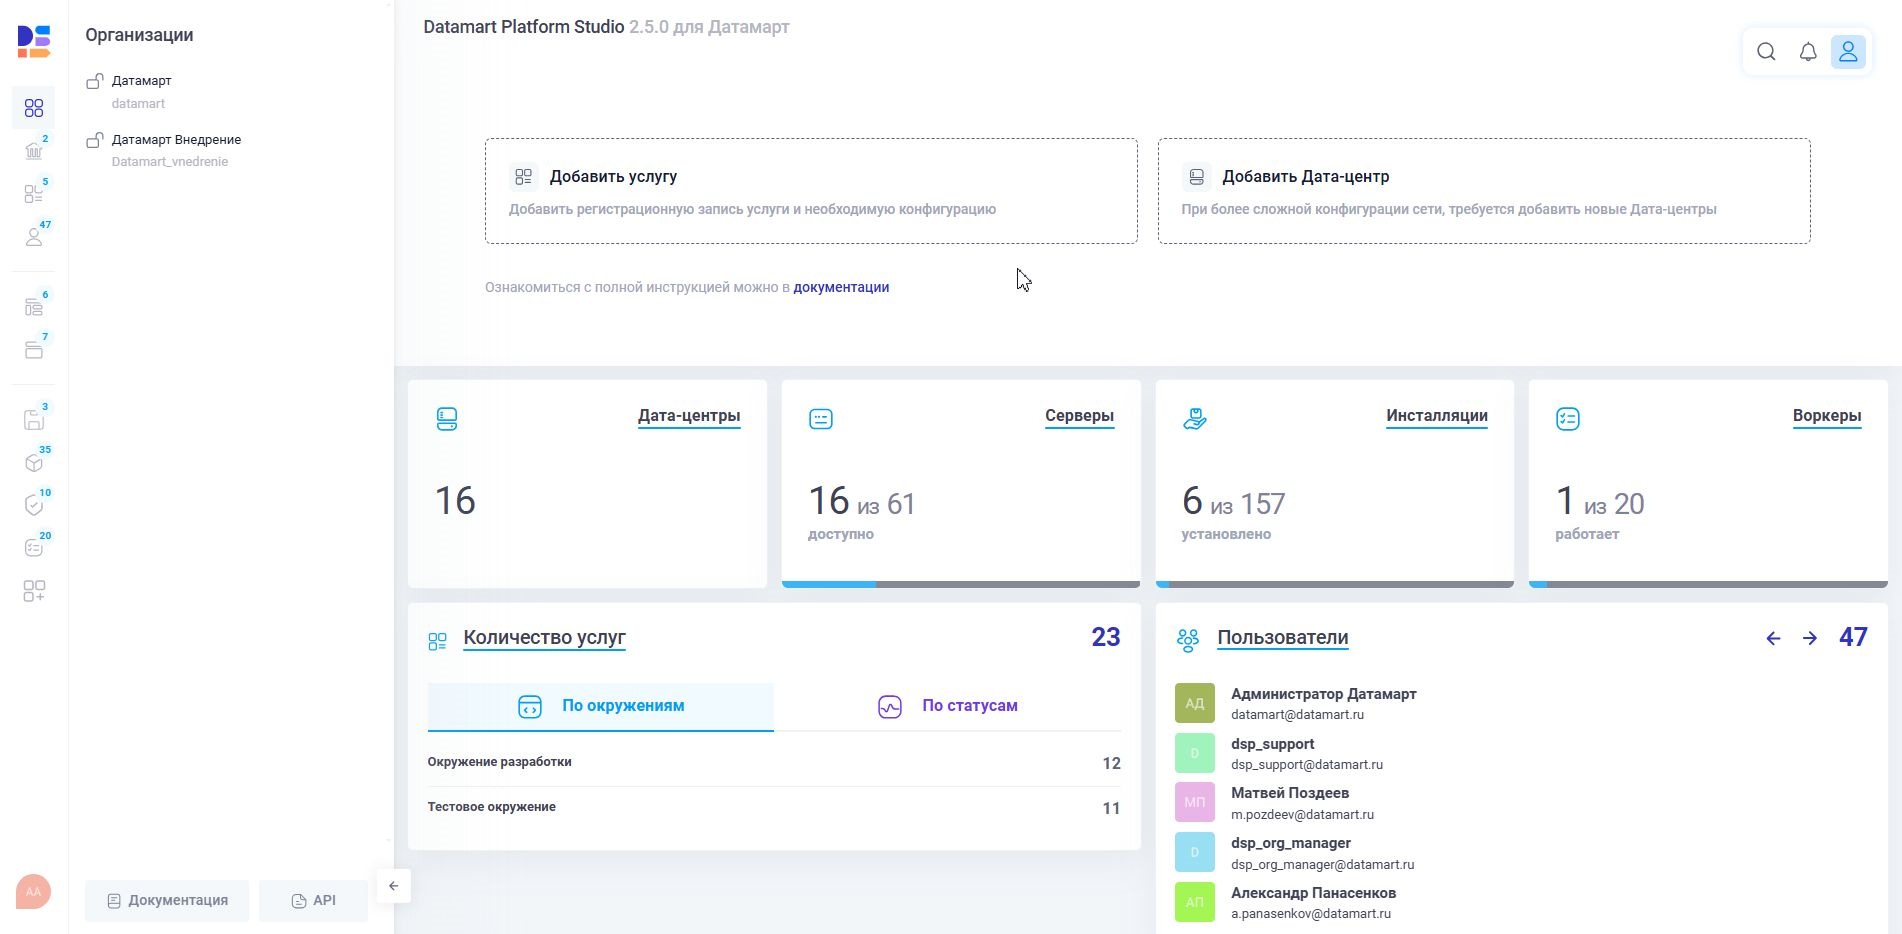 Организации
Датамарт
datamart
Датамарт Внедрение
Datamart_vnedrenie
2
5
47
6
7
3
35
10
20
AA
Документация
API
Datamart Platform Studio 2.5.0 для Датамарт
Добавить услугу
Добавить регистрационную запись услуги и необходимую конфигурацию
Добавить Дата-центр
При более сложной конфигурации сети, требуется добавить новые Дата-центры
Ознакомиться с полной инструкцией можно в документации
Дата-центры
16
Серверы
16 из 61
доступно
Инсталляции
6 из 157
установлено
Воркеры
1 из 20
работает
Количество услуг
23
По окружениям
По статусам
Окружение разработки
12
Тестовое окружение
11
Пользователи
47
АД
Администратор Датамарт
datamart@datamart.ru
D
dsp_support
dsp_support@datamart.ru
МП
Матвей Поздеев
m.pozdeev@datamart.ru
D
dsp_org_manager
dsp_org_manager@datamart.ru
АП
Александр Панасенков
a.panasenkov@datamart.ru